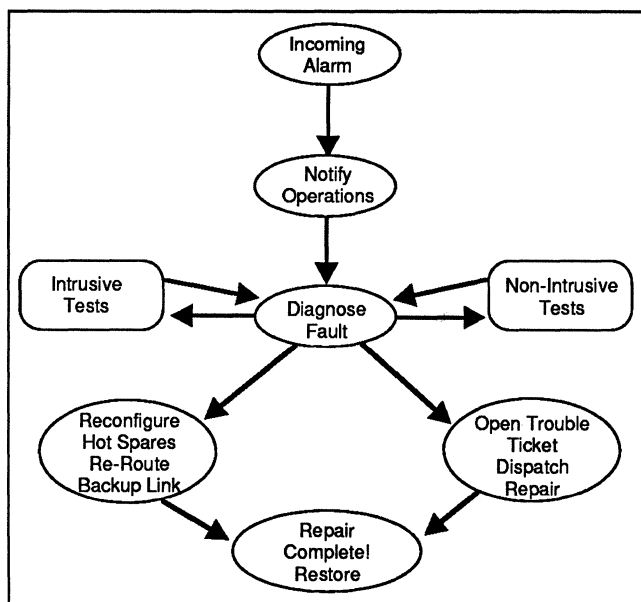 Incoming
Alarm
Notify
Operations
Intrusive
Tests
Non-Intrusive
Tests
Diagnose
Fault
Reconfigure
Hot Spares
Re-Route
Backup Link
Open Trouble
Ticket
Dispatch
Repair
Repair
Complete!
Restore